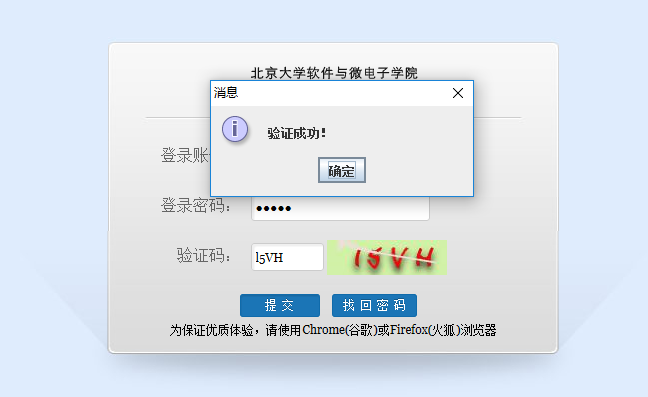 北京大学软件与微电子学院
消息
验证成功!
确定
登录账
登录密码：
验证码：
l5VH
l5VH
提交
找回密码
为保证优质体验，请使用Chrome(谷歌)或Firefox(火狐)浏览器